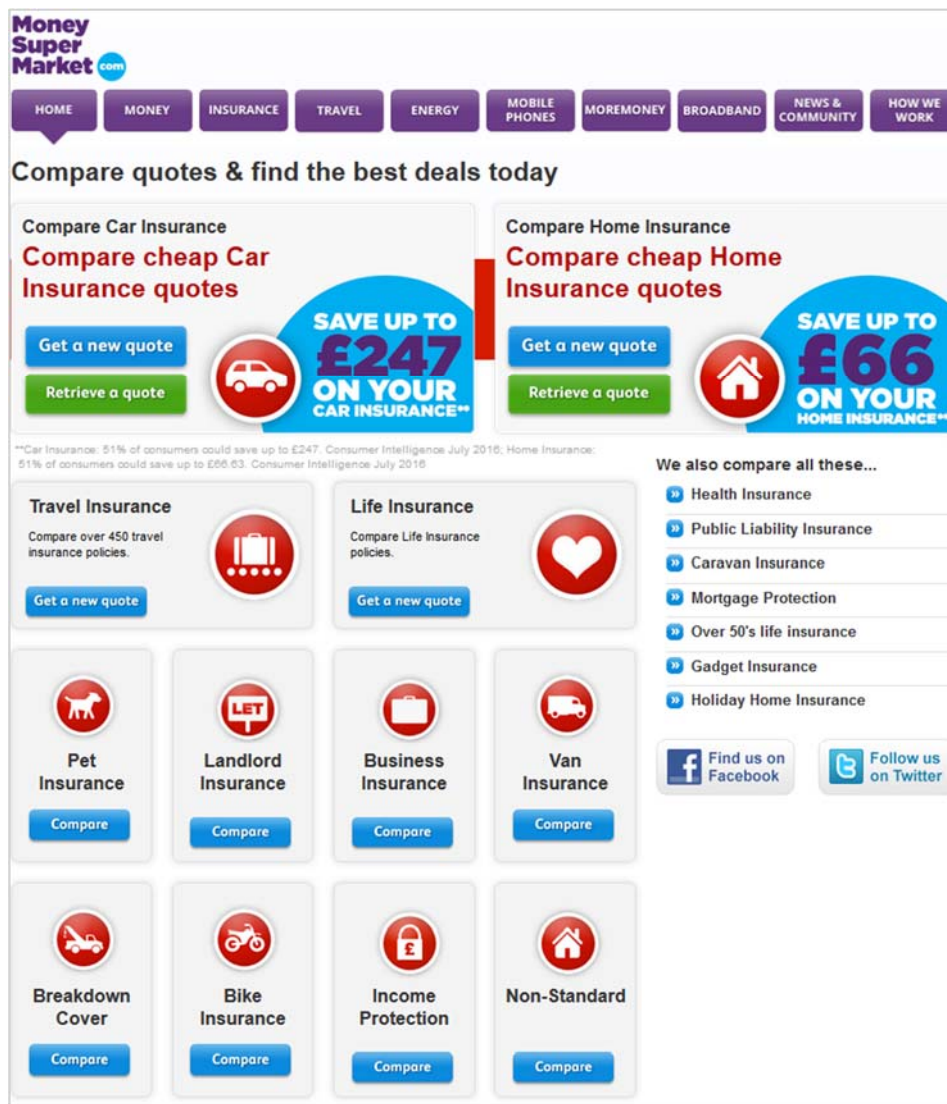 Money
Super
Market com
HOME
MONEY
INSURANCE
TRAVEL
ENERGY
MOBILE
PHONES
MOREMONEY
BROADBAND
NEWS &
COMMUNITY
HOW WE
WORK
Compare quotes & find the best deals today
Compare Car Insurance
Compare cheap Car
Insurance quotes
Get a new quote
Retrieve a quote
SAVE UP TO
£247
ON YOUR
CAR INSURANCE**
Compare Home Insurance
Compare cheap Home
Insurance quotes
Get a new quote
Retrieve a quote
SAVE UP TO
£66
ON YOUR
HOME INSURANCE**
**Car Insurance: 51% of consumers could save up to £247. Consumer Intelligence July 2016; Home Insurance:
51% of consumers could save up to £66.63. Consumer Intelligence July 2016
Travel Insurance
Compare over 450 travel
insurance policies.
Get a new quote
Life Insurance
Compare Life Insurance
policies.
Get a new quote
We also compare all these...
Health Insurance
Public Liability Insurance
Caravan Insurance
Mortgage Protection
Over 50's life insurance
Gadget Insurance
Holiday Home Insurance
Find us on
Facebook
Follow us
on Twitter
Pet
Insurance
Compare
LET
Landlord
Insurance
Compare
Business
Insurance
Compare
Van
Insurance
Compare
Breakdown
Cover
Compare
Bike
Insurance
Compare
£
Income
Protection
Compare
Non-Standard
Compare